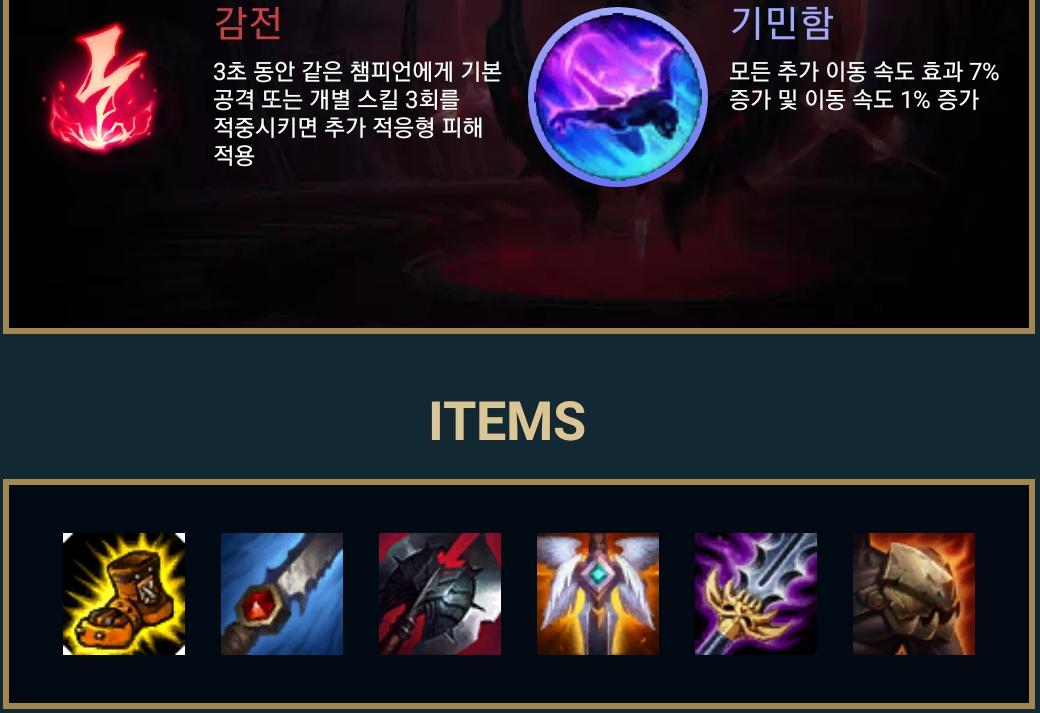 감전
3초 동안 같은 챔피언에게 기본
공격 또는 개별 스킬 3회를
적중시키면 추가 적응형 피해
적용
기민함
모든 추가 이동 속도 효과 7%
증가 및 이동 속도 1% 증가
ITEMS